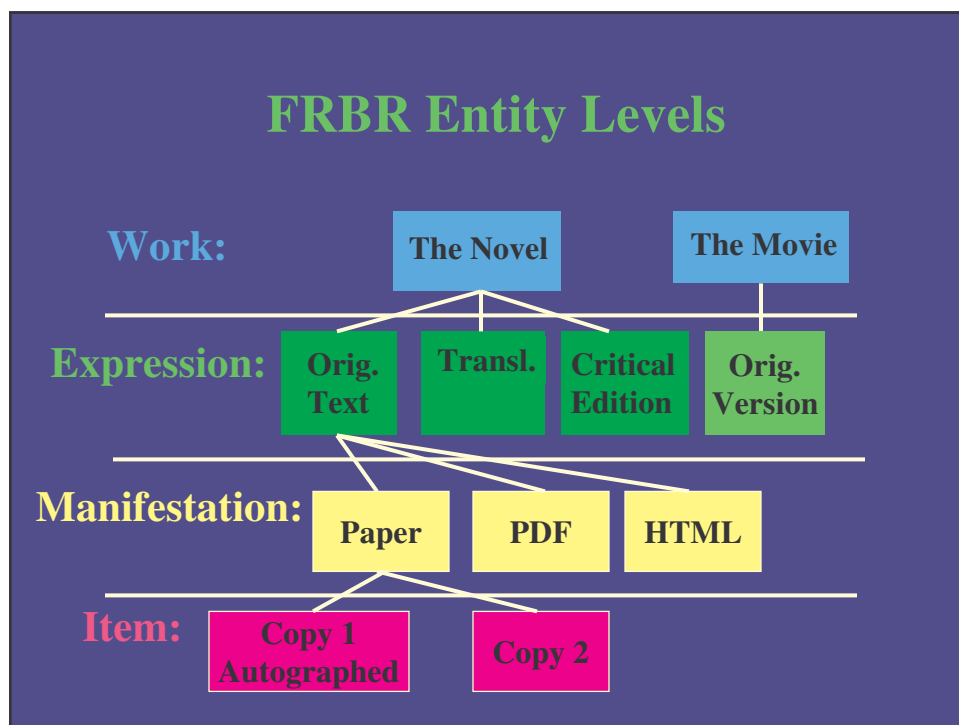 FRBR Entity Levels
Work:
The Novel
The Movie
Expression:
Orig.
Text
Transl.
Critical
Edition
Orig.
Version
Manifestation:
Paper
PDF
HTML
Item:
Copy 1
Autographed
Copy 2